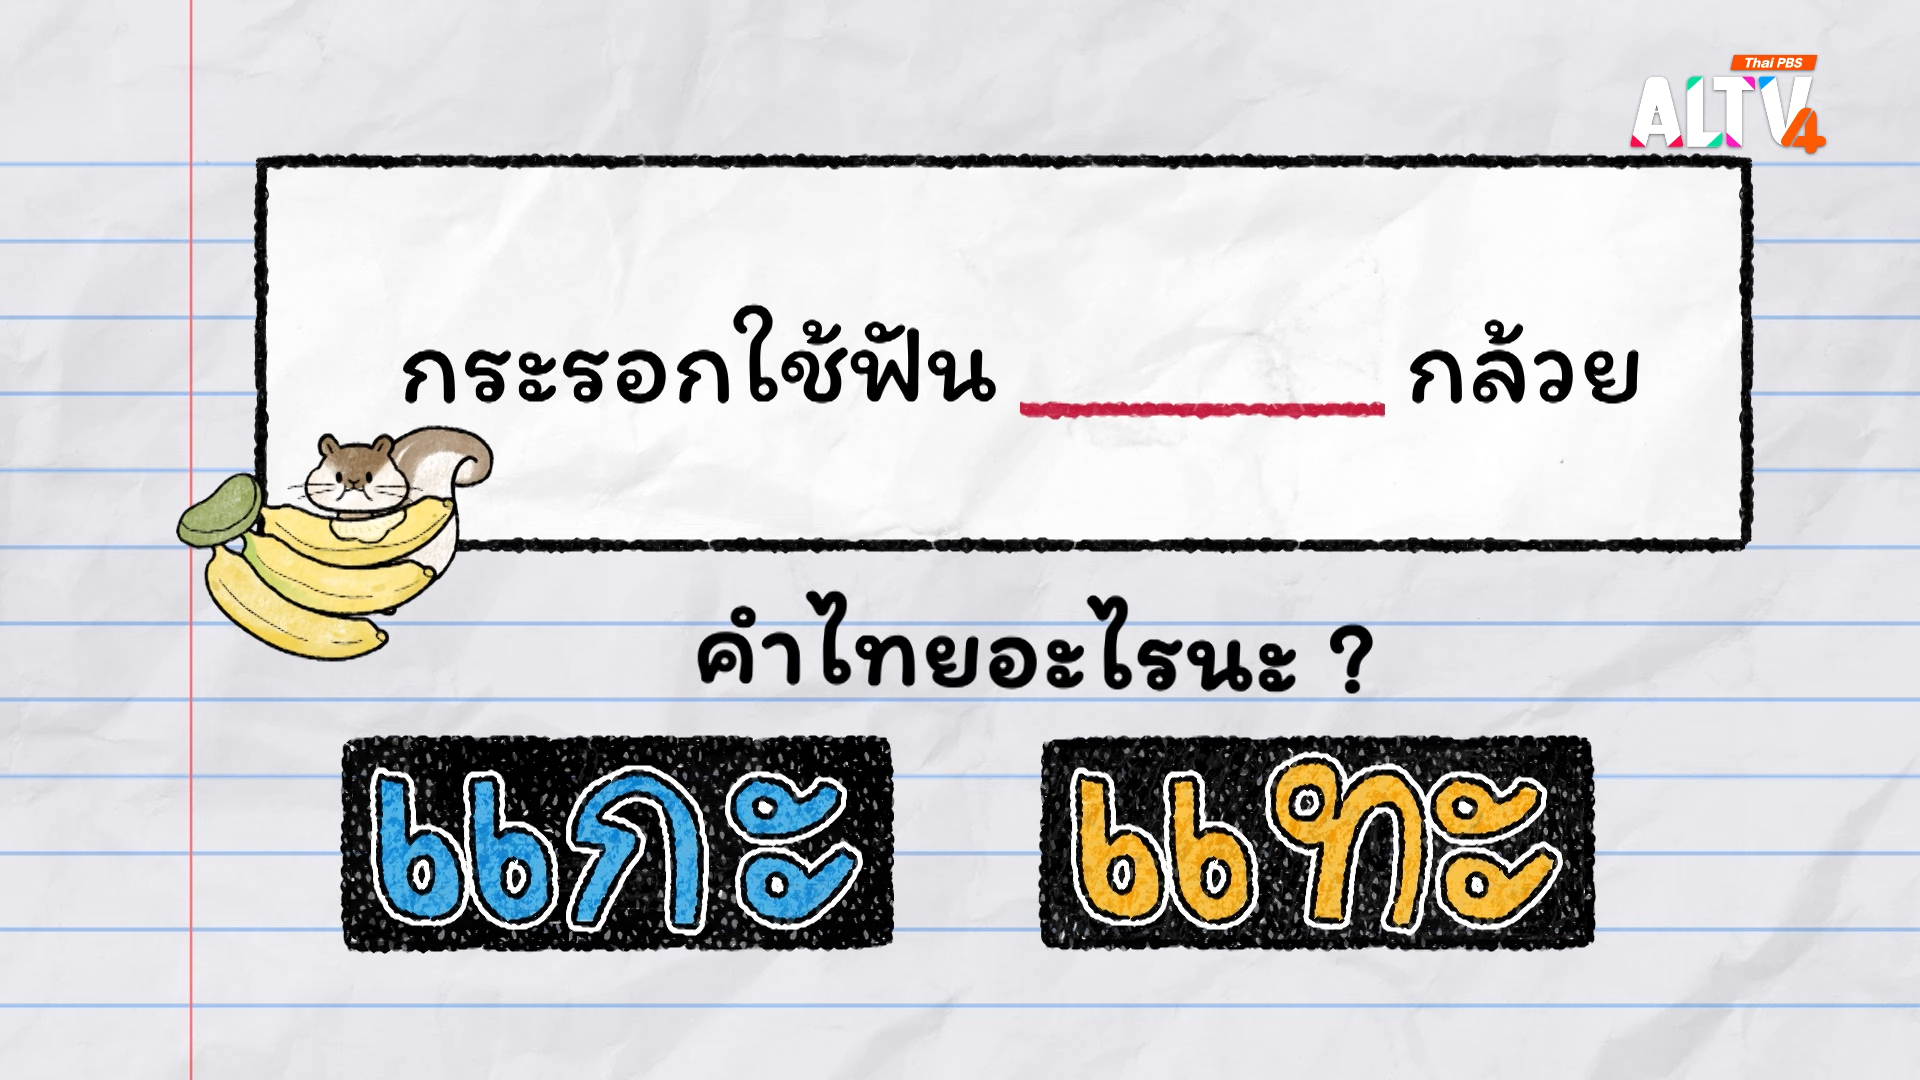 Thai PBS
ALTV4
กระรอกใช้ฟัน ______ กล้วย
คำไทยอะไรนะ ?
แกะ
แทะ